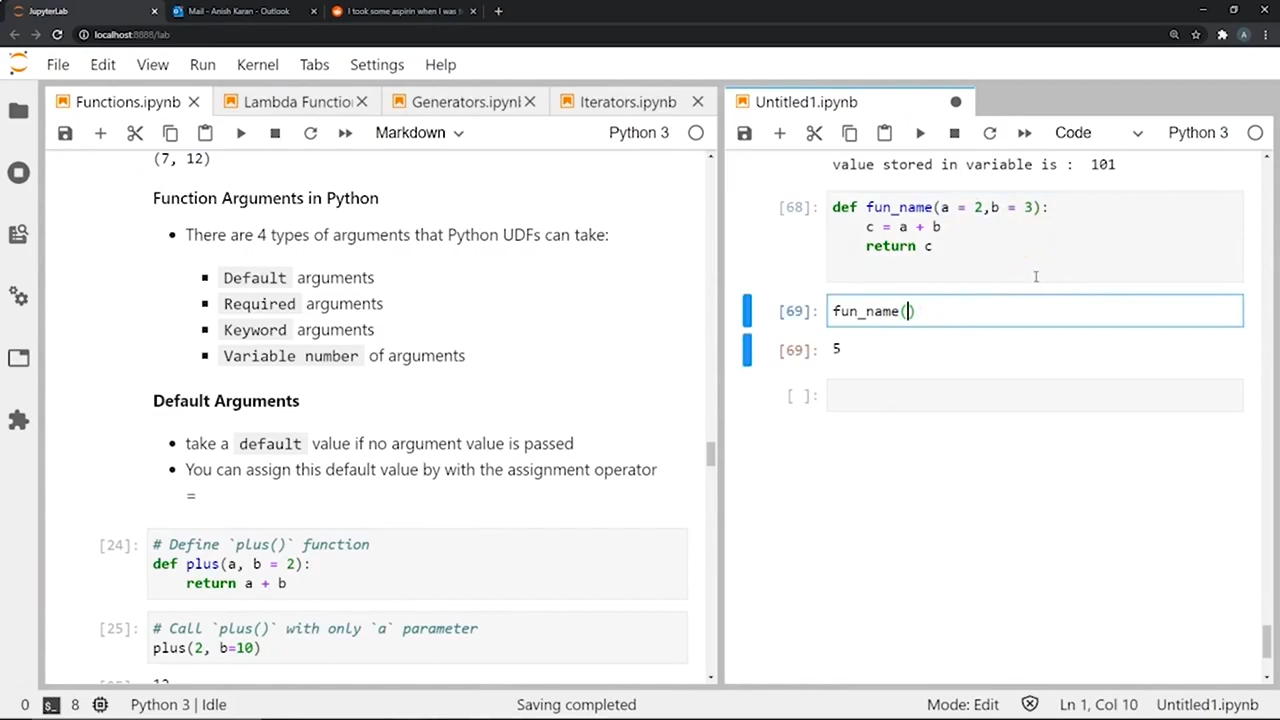 JupyterLab
Mail - Anish Karan - Outlook
I took some aspirin when I was
localhost:8888/lab
A
File Edit View Run Kernel Tabs Settings Help
Functions.ipynb
Lambda Functio
Generators.ipynl
Iterators.ipynb
Untitled1.ipynb
Markdown
Python 3
Code
Python 3
(7, 12)
Function Arguments in Python
• There are 4 types of arguments that Python UDFs can take:
▪ Default arguments
▪ Required arguments
▪ Keyword arguments
▪ Variable number of arguments
Default Arguments
• take a default value if no argument value is passed
• You can assign this default value by with the assignment operator
=
[24]: # Define `plus()` function
def plus(a, b = 2):
return a + b
[25]: # Call `plus()` with only `a` parameter
plus(2, b=10)
value stored in variable is : 101
[68]: def fun_name(a = 2,b = 3):
c = a + b
return c
[69]: fun_name()
[69]: 5
[ ]:
0
8
Python 3 | Idle
Saving completed
Mode: Edit
Ln 1, Col 10
Untitled1.ipynb